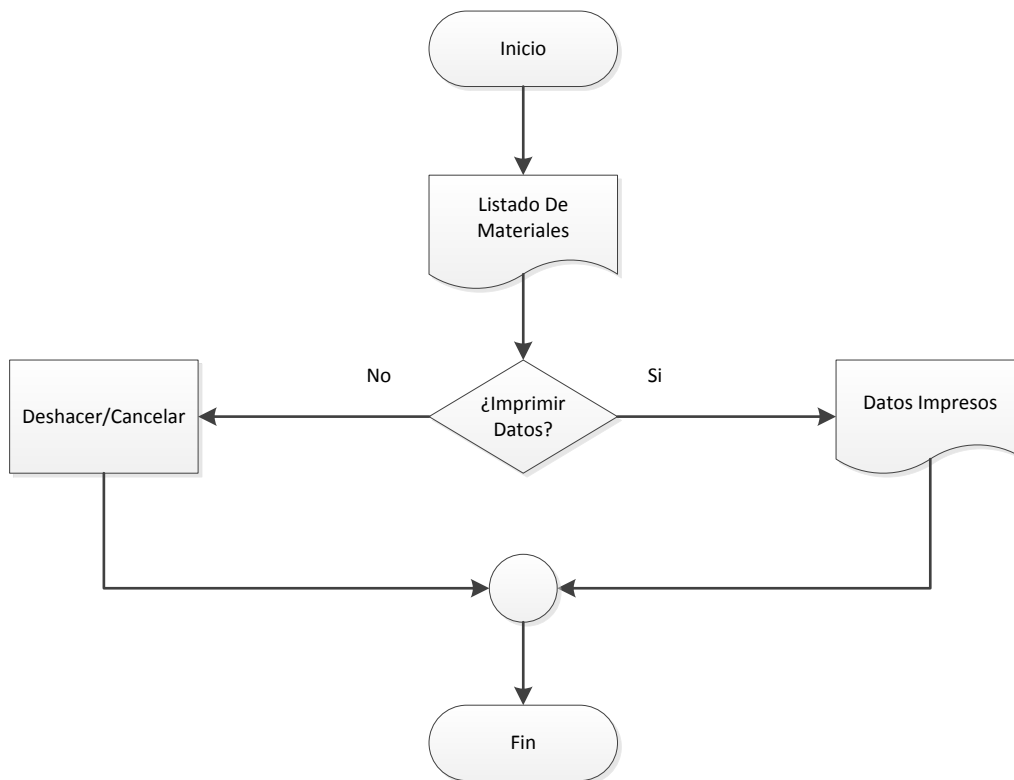 Inicio
Listado De
Materiales
No
Si
Deshacer/Cancelar
¿Imprimir
Datos?
Datos Impresos
Fin